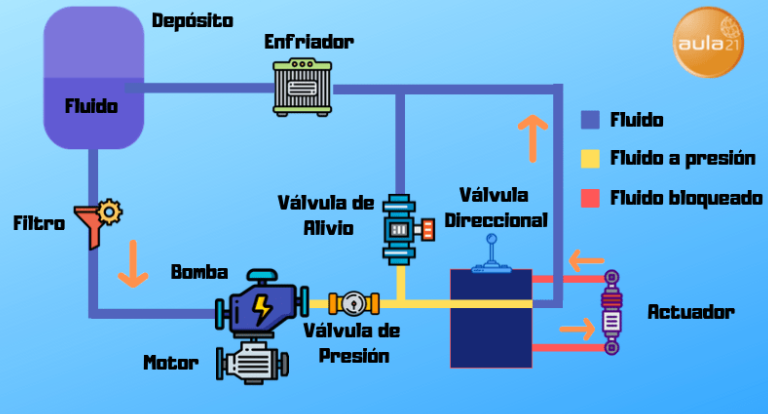 Depósito
Enfriador
aula21
Fluido
Fluido
Fluido a presión
Fluido bloqueado
Válvula de
Alivio
Válvula
Direccional
Filtro
Bomba
Actuador
Válvula de
Presión
Motor